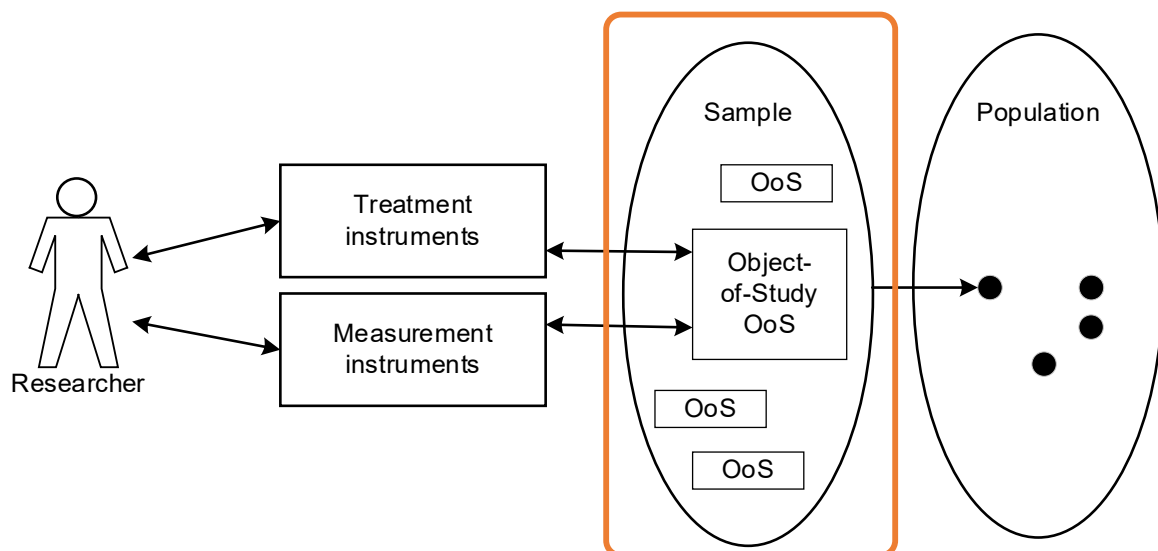 Sample
Population
OoS
Treatment
instruments
Object-
of-Study
OoS
Measurement
instruments
Researcher
OoS
OoS